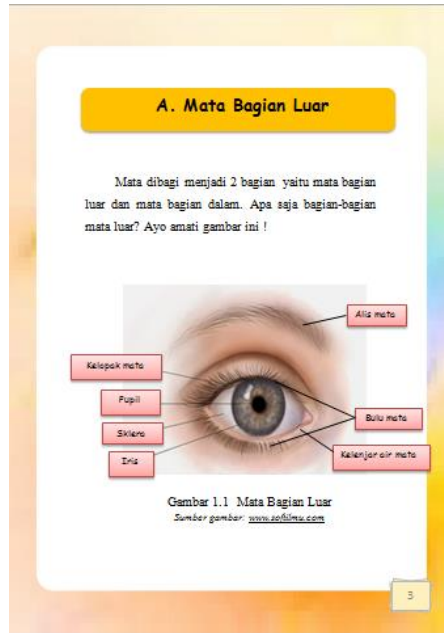 A. Mata Bagian Luar
Mata dibagi menjadi 2 bagian yaitu mata bagian
luar dan mata bagian dalam. Apa saja bagian-bagian
mata luar? Ayo amati gambar ini !
Alis mata
Kelopak mata
Pupil
Sklera
Iris
Bulu mata
Kelenjar air mata
Gambar 1.1 Mata Bagian Luar
Sumber gambar: www.sofilmu.com
3